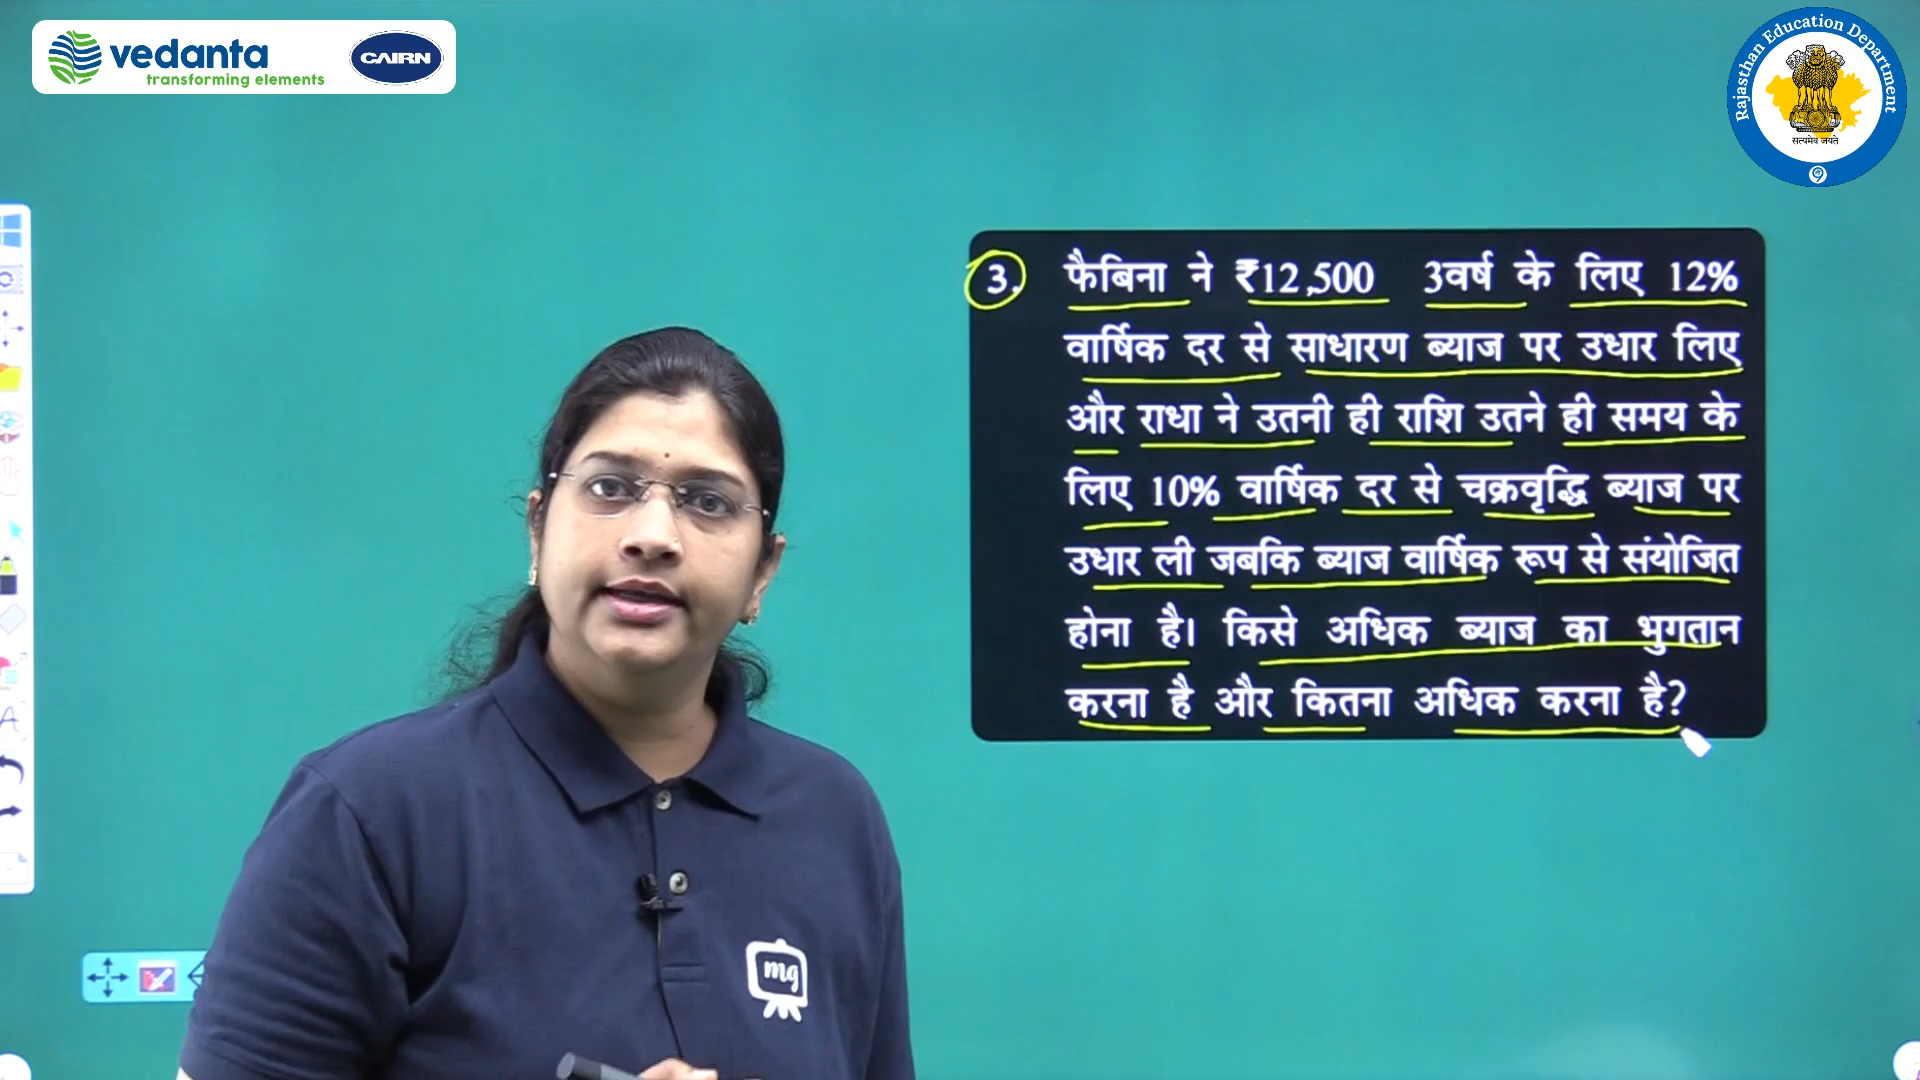 vedanta
transforming elements
CAIRN
Rajasthan Education Department
सत्यमेव जयते
3. फैबिना ने ₹12,500 3वर्ष के लिए 12%
वार्षिक दर से साधारण ब्याज पर उधार लिए
और राधा ने उतनी ही राशि उतने ही समय के
लिए 10% वार्षिक दर से चक्रवृद्धि ब्याज पर
उधार ली जबकि ब्याज वार्षिक रूप से संयोजित
होना है। किसे अधिक ब्याज का भुगतान
करना है और कितना अधिक करना है?
mg